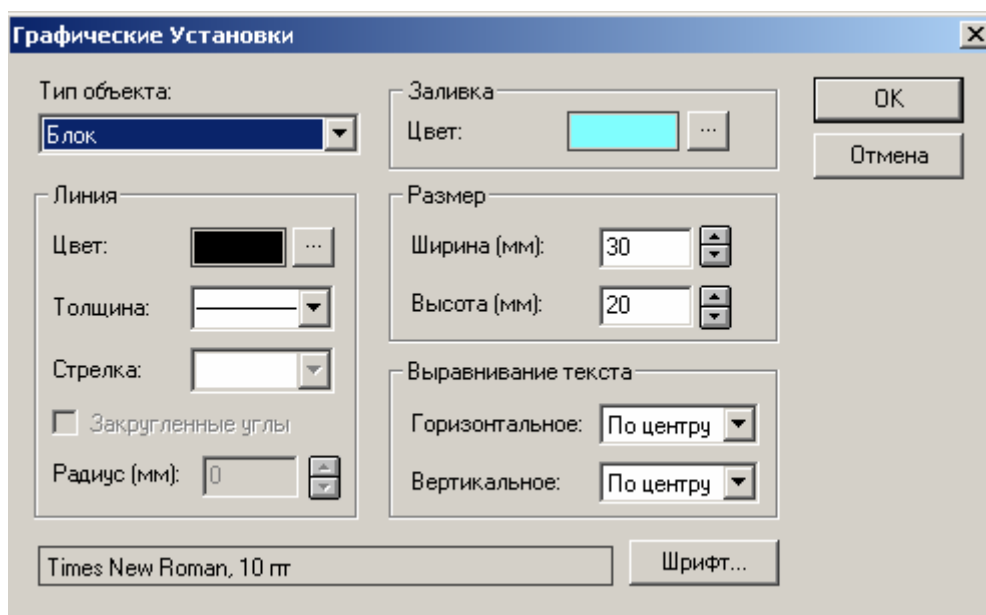 Графические Установки
Тип объекта:
Блок
Линия
Цвет:
...
Толщина:
Стрелка:
Закругленные углы
Радиус (мм):
0
Заливка
Цвет:
...
Размер
Ширина (мм):
30
Высота (мм):
20
Выравнивание текста
Горизонтальное:
По центру
Вертикальное:
По центру
OK
Отмена
Times New Roman, 10 пт
Шрифт...